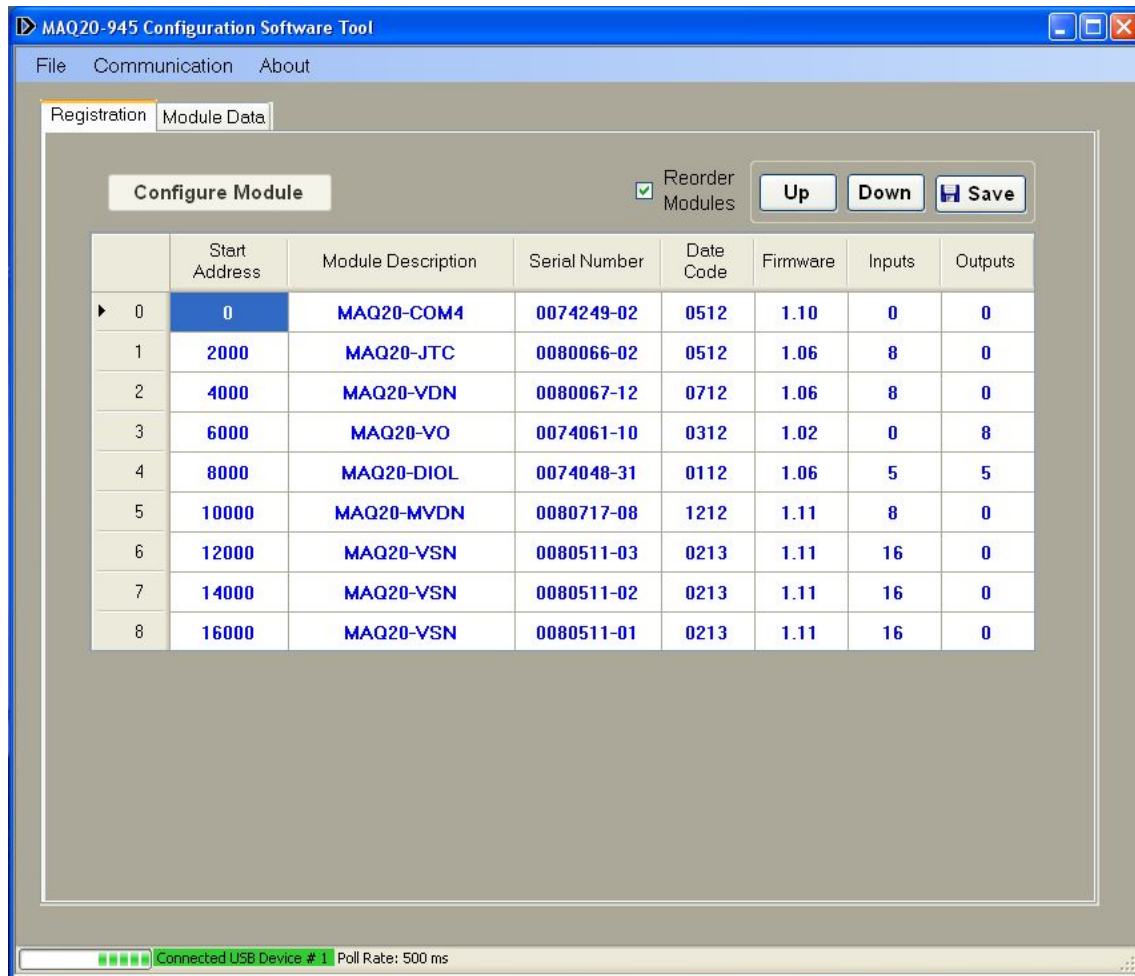 MAQ20-945 Configuration Software Tool
File Communication About
Registration Module Data
Configure Module
Reorder
Modules
Up Down Save
Start
Address
Module Description
Serial Number
Date
Code
Firmware
Inputs
Outputs
0 0 MAQ20-COM4 0074249-02 0512 1.10 0 0
1 2000 MAQ20-JTC 0080066-02 0512 1.06 8 0
2 4000 MAQ20-VDN 0080067-12 0712 1.06 8 0
3 6000 MAQ20-VO 0074061-10 0312 1.02 0 8
4 8000 MAQ20-DIOL 0074048-31 0112 1.06 5 5
5 10000 MAQ20-MVDN 0080717-08 1212 1.11 8 0
6 12000 MAQ20-VSN 0080511-03 0213 1.11 16 0
7 14000 MAQ20-VSN 0080511-02 0213 1.11 16 0
8 16000 MAQ20-VSN 0080511-01 0213 1.11 16 0
Connected USB Device # 1 Poll Rate: 500 ms